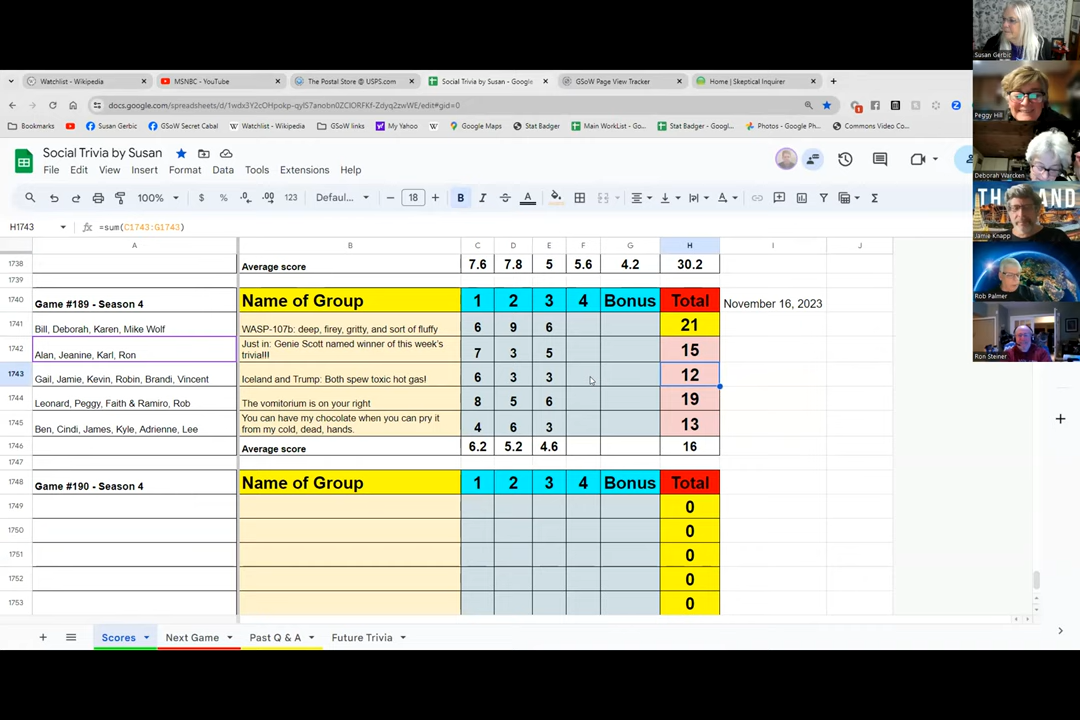 Susan Gerbic
Watchlist - Wikipedia
MSNBC - YouTube
The Postal Store @ USPS.com
Social Trivia by Susan - Google
GSoW Page View Tracker
Home | Skeptical Inquirer
docs.google.com/spreadsheets/d/1wdx3Y2cOHpokp-qylS7anobn0ZClORFKf-Zdyq2zwWE/edit#gid=0
Peggy Hill
Bookmarks
Susan Gerbic
GSoW Secret Cabal
Watchlist - Wikipe...
GSoW links
My Yahoo
Google Maps
Stat Badger
Main WorkList - Go...
Stat Badger - Googl...
Photos - Google Ph...
Commons Video Co...
Social Trivia by Susan
File Edit View Insert Format Data Tools Extensions Help
Deborah Warcken
100% $ % .0 .00 123 Defaul... 18 B I A
THAILAND
H1743 =sum(C1743:G1743)
Jamie Knapp
A B C D E F G H I J
1738 Average score 7.6 7.8 5 5.6 4.2 30.2
1739
1740 Game #189 - Season 4 Name of Group 1 2 3 4 Bonus Total November 16, 2023
Rob Palmer
1741 Bill, Deborah, Karen, Mike Wolf WASP-107b: deep, firey, gritty, and sort of fluffy 6 9 6 21
1742 Alan, Jeanine, Karl, Ron Just in: Genie Scott named winner of this week's
trivia!!! 7 3 5 15
Ron Steiner
1743 Gail, Jamie, Kevin, Robin, Brandi, Vincent Iceland and Trump: Both spew toxic hot gas! 6 3 3 12
1744 Leonard, Peggy, Faith & Ramiro, Rob The vomitorium is on your right 8 5 6 19
1745 Ben, Cindi, James, Kyle, Adrienne, Lee You can have my chocolate when you can pry it
from my cold, dead, hands. 4 6 3 13
1746 Average score 6.2 5.2 4.6 16
1747
1748 Game #190 - Season 4 Name of Group 1 2 3 4 Bonus Total
1749 0
1750 0
1751 0
1752 0
1753 0
Scores
Next Game
Past Q & A
Future Trivia